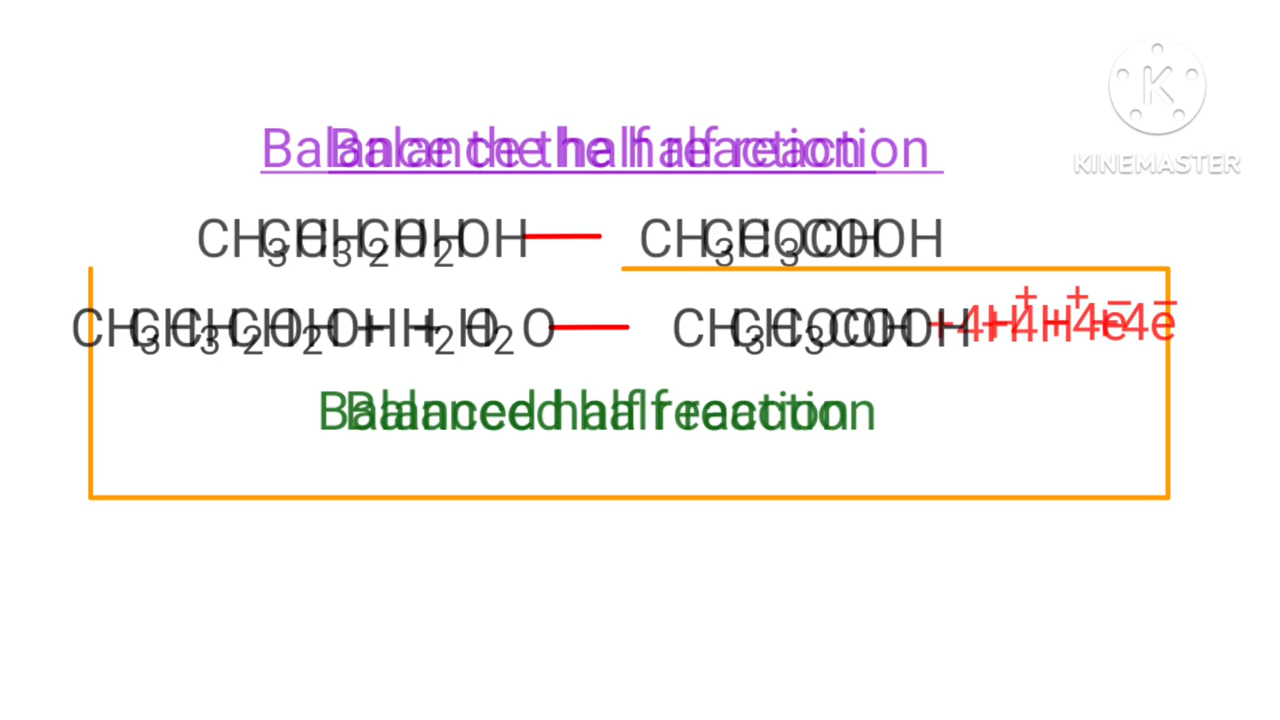 KINEMASTER
Balance the half reaction
CH₃CH₂OH — CH₃COOH
CH₃CH₂OH + H₂O — CH₃COOH + 4H⁺ + 4e⁻
Balanced half reaction